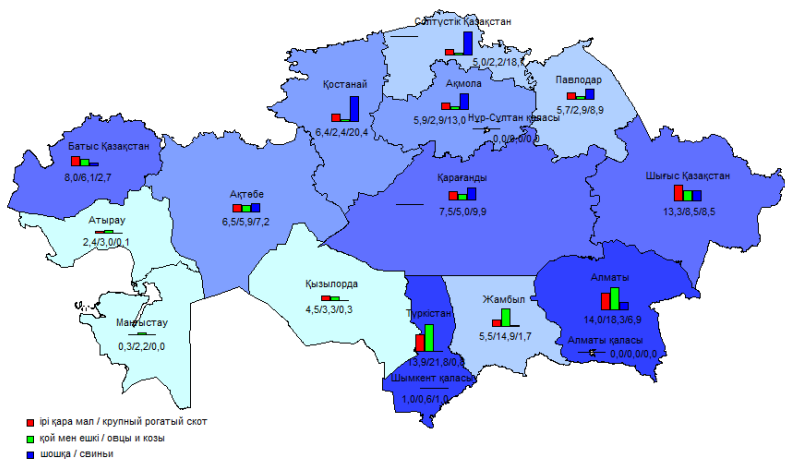 Солтүстік Қазақстан
5,0/2,2/18,
Павлодар
5,7/2,9/8,9
Қостанай
6,4/2,4/20,4
Ақмола
5,9/2,9/13,0
Нұр-Сұлтан қаласы
0,0/0,0/0,0
Батыс Қазақстан
8,0/6,1/2,7
Ақтөбе
6,5/5,9/7,2
Қарағанды
7,5/5,0/9,9
Шығыс Қазақстан
13,3/8,5/8,5
Атырау
2,4/3,0/0,1
Қызылорда
4,5/3,3/0,3
Маңғыстау
0,3/2,2/0,0
Түркістан
13,9/21,8/0,8
Жамбыл
5,5/14,9/1,7
Алматы
14,0/18,3/6,9
Алматы қаласы
0,0/0,0/0,0
Шымкент қаласы
1,0/0,6/1,0
ірі қара мал / крупный рогатый скот
қой мен ешкі / овцы и козы
шошқа / свиньи